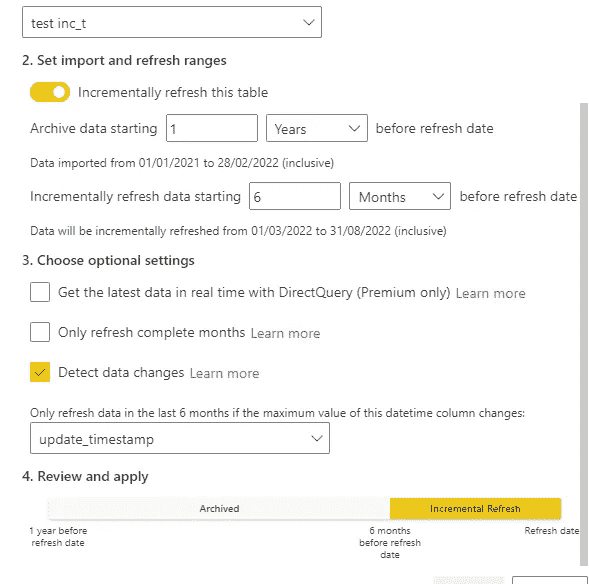 test inc_t
2. Set import and refresh ranges
Incrementally refresh this table
Archive data starting 1 Years before refresh date
Data imported from 01/01/2021 to 28/02/2022 (inclusive)
Incrementally refresh data starting 6 Months before refresh date
Data will be incrementally refreshed from 01/03/2022 to 31/08/2022 (inclusive)
3. Choose optional settings
Get the latest data in real time with DirectQuery (Premium only) Learn more
Only refresh complete months Learn more
Detect data changes Learn more
Only refresh data in the last 6 months if the maximum value of this datetime column changes:
update_timestamp
4. Review and apply
Archived Incremental Refresh
1 year before
refresh date
6 months
before refresh
date
Refresh date